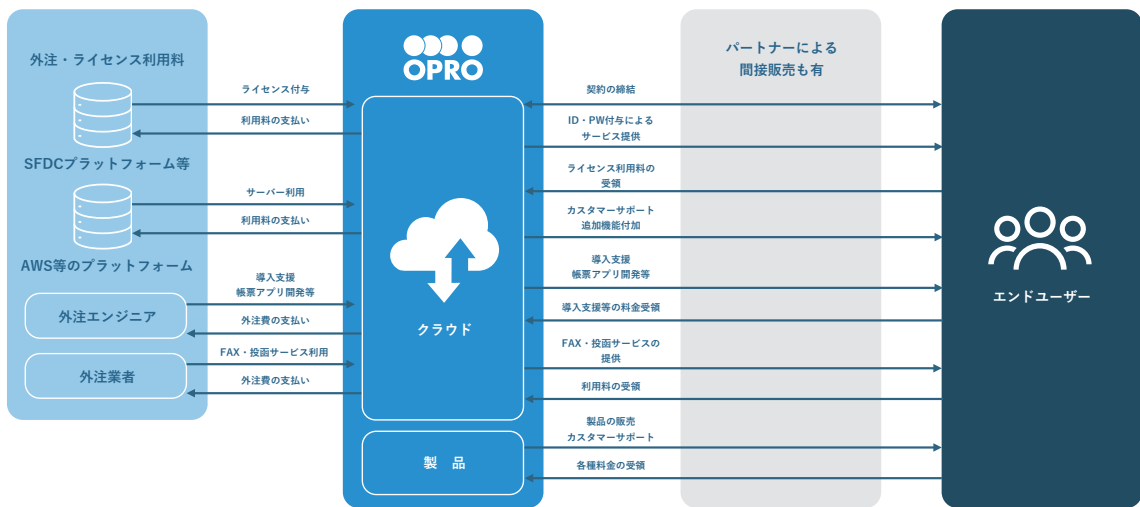 外注・ライセンス利用料
SFDCプラットフォーム等
AWS等のプラットフォーム
外注エンジニア
外注業者
ライセンス付与
利用料の支払い
サーバー利用
利用料の支払い
導入支援
帳票アプリ開発等
外注費の支払い
FAX・投函サービス利用
外注費の支払い
OPRO
クラウド
製 品
契約の締結
ID・PW付与による
サービス提供
ライセンス利用料の
受領
カスタマーサポート
追加機能付加
導入支援
帳票アプリ開発等
導入支援等の料金受領
FAX・投函サービスの
提供
利用料の受領
製品の販売
カスタマーサポート
各種料金の受領
パートナーによる
間接販売も有
エンドユーザー